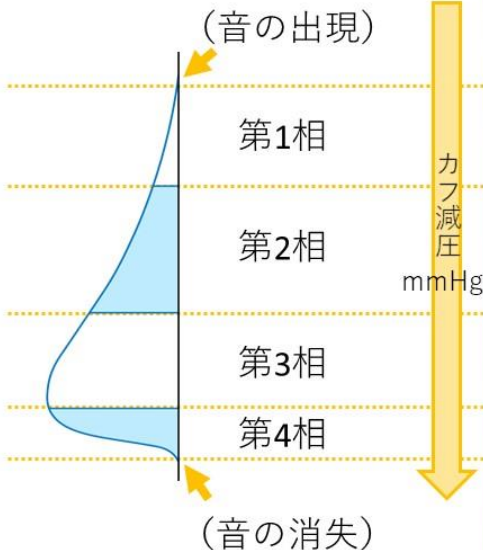 （音の出現）
第1相
第2相
第3相
第4相
（音の消失）
カフ減圧
mmHg